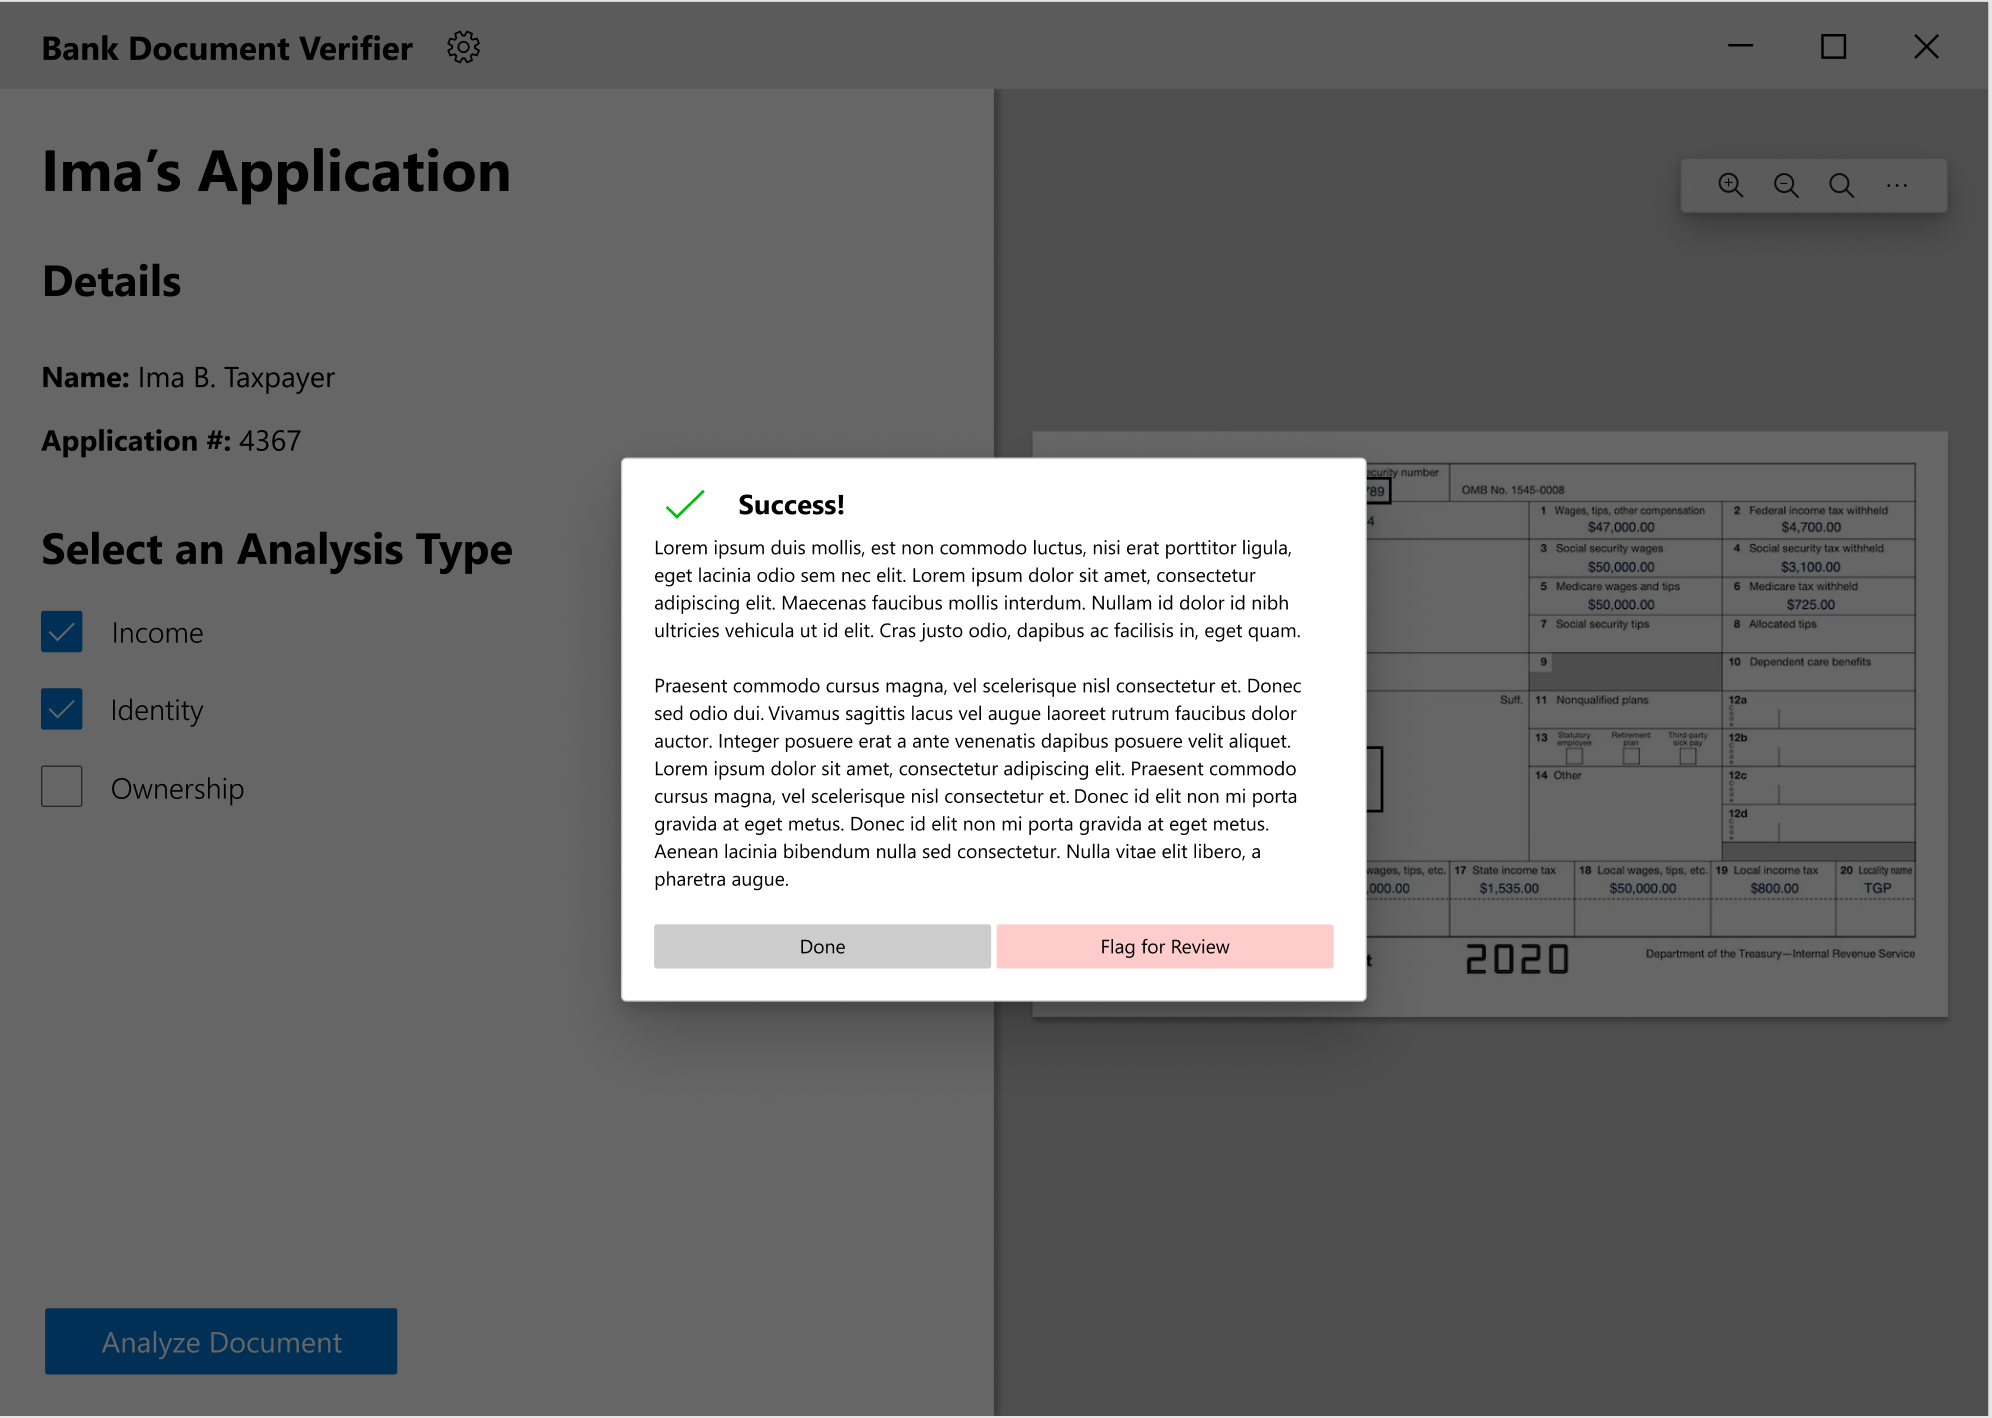 Bank Document Verifier
Ima’s Application
Details
Name: Ima B. Taxpayer
Application #: 4367
Select an Analysis Type
Income
Identity
Ownership
Analyze Document
Success!
Lorem ipsum duis mollis, est non commodo luctus, nisi erat porttitor ligula,
eget lacinia odio sem nec elit. Lorem ipsum dolor sit amet, consectetur
adipiscing elit. Maecenas faucibus mollis interdum. Nullam id dolor id nibh
ultricies vehicula ut id elit. Cras justo odio, dapibus ac facilisis in, eget quam.
Praesent commodo cursus magna, vel scelerisque nisl consectetur et. Donec
sed odio dui. Vivamus sagittis lacus vel augue laoreet rutrum faucibus dolor
auctor. Integer posuere erat a ante venenatis dapibus posuere velit aliquet.
Lorem ipsum dolor sit amet, consectetur adipiscing elit. Praesent commodo
cursus magna, vel scelerisque nisl consectetur et. Donec id elit non mi porta
gravida at eget metus. Donec id elit non mi porta gravida at eget metus.
Aenean lacinia bibendum nulla sed consectetur. Nulla vitae elit libero, a
pharetra augue.
Done
Flag for Review
ecurity number
789
OMB No. 1545-0008
4
1 Wages, tips, other compensation
$47,000.00
2 Federal income tax withheld
$4,700.00
3 Social security wages
$50,000.00
4 Social security tax withheld
$3,100.00
5 Medicare wages and tips
$50,000.00
6 Medicare tax withheld
$725.00
7 Social security tips
8 Allocated tips
9
10 Dependent care benefits
Suff.
11 Nonqualified plans
12a
Code
13 Statutory employee
Retirement plan
Third-party sick pay
12b
Code
14 Other
12c
Code
12d
Code
wages, tips, etc.
,000.00
17 State income tax
$1,535.00
18 Local wages, tips, etc.
$50,000.00
19 Local income tax
$800.00
20 Locality name
TGP
t
2020
Department of the Treasury—Internal Revenue Service